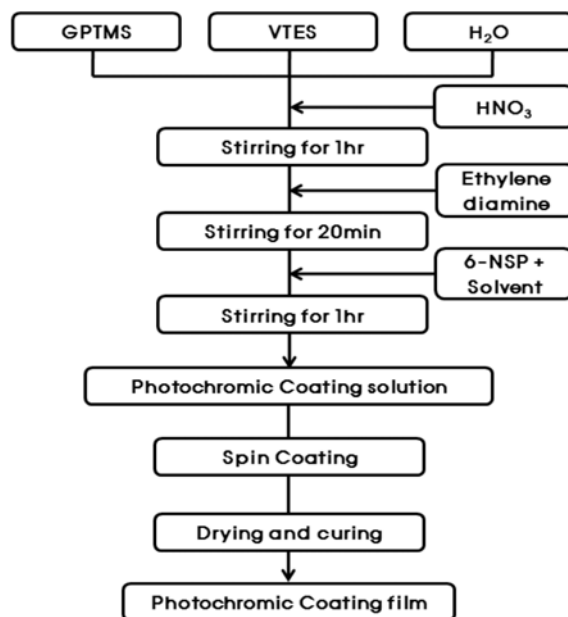 GPTMS
VTES
H₂O
HNO₃
Stirring for 1hr
Ethylene
diamine
Stirring for 20min
6-NSP +
Solvent
Stirring for 1hr
Photochromic Coating solution
Spin Coating
Drying and curing
Photochromic Coating film